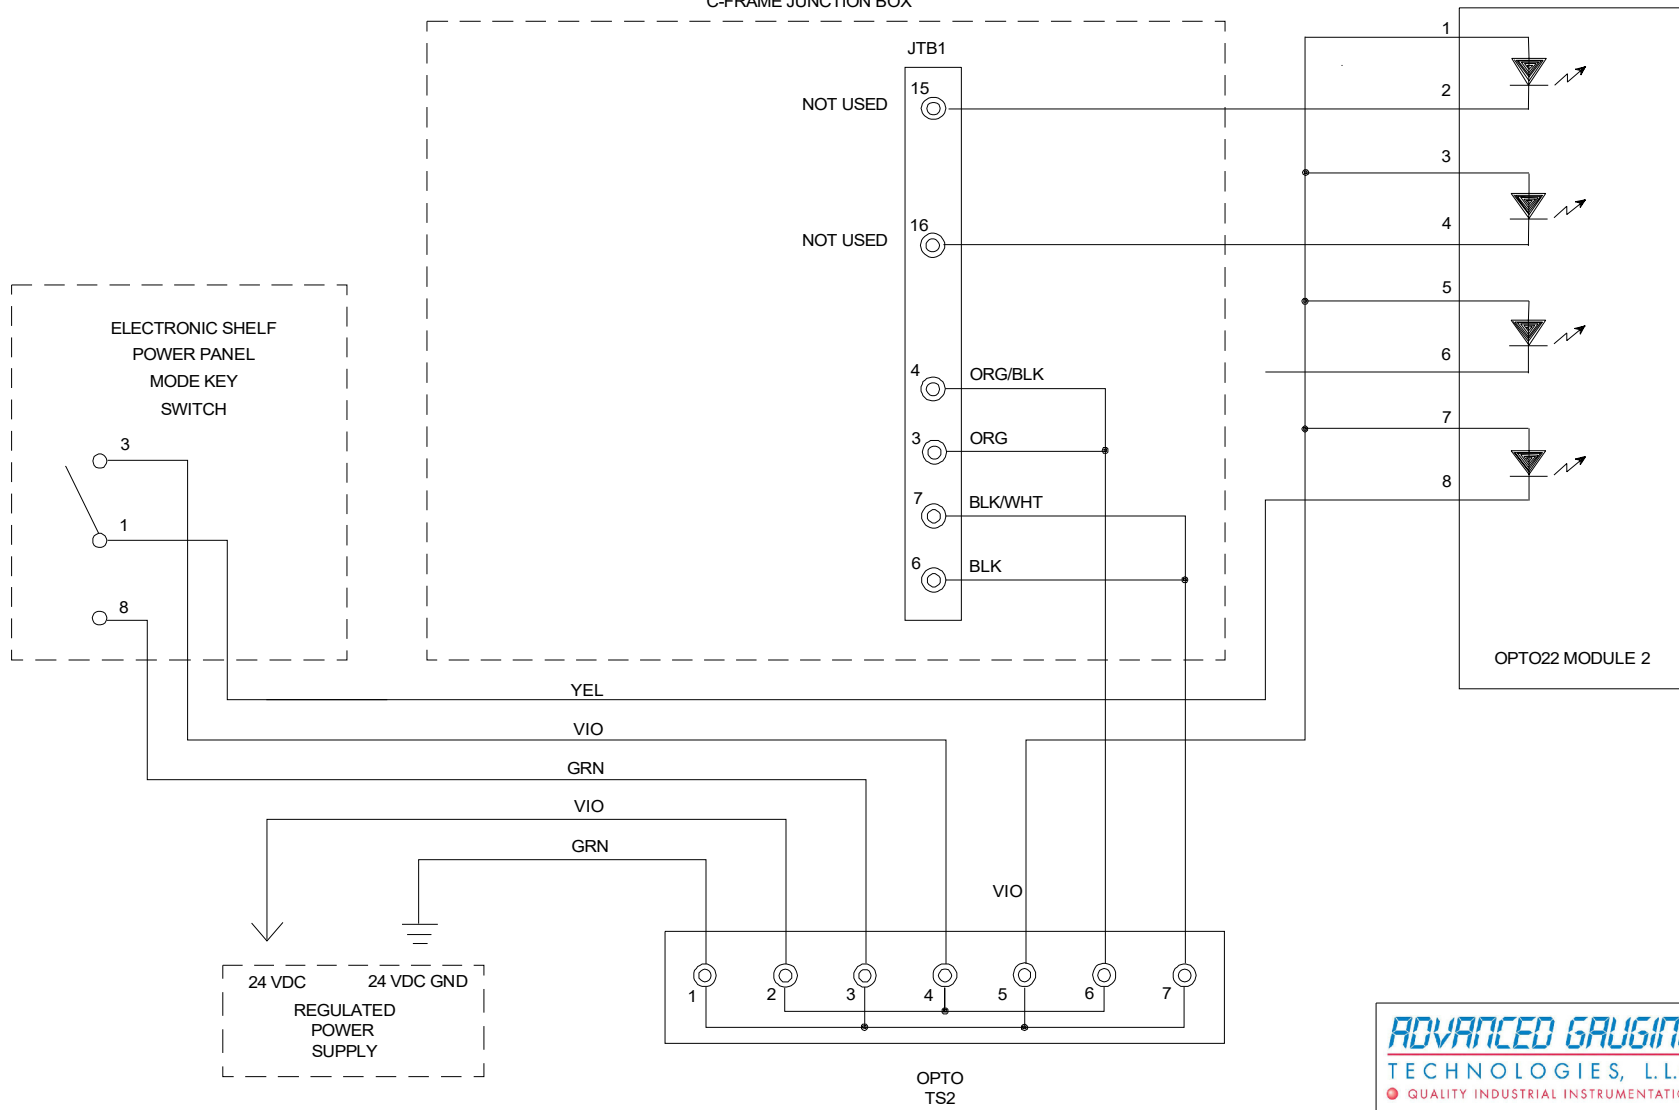 C-FRAME JUNCTION BOX
JTB1
15
NOT USED
16
NOT USED
4
ORG/BLK
3
ORG
7
BLK/WHT
6
BLK
1
2
3
4
5
6
7
8
OPTO22 MODULE 2
ELECTRONIC SHELF
POWER PANEL
MODE KEY
SWITCH
3
1
8
YEL
VIO
GRN
VIO
GRN
VIO
24 VDC
24 VDC GND
REGULATED
POWER
SUPPLY
1
2
3
4
5
6
7
OPTO
TS2
ADVANCED
TECHNOLOGIES, L.L.
QUALITY INDUSTRIAL